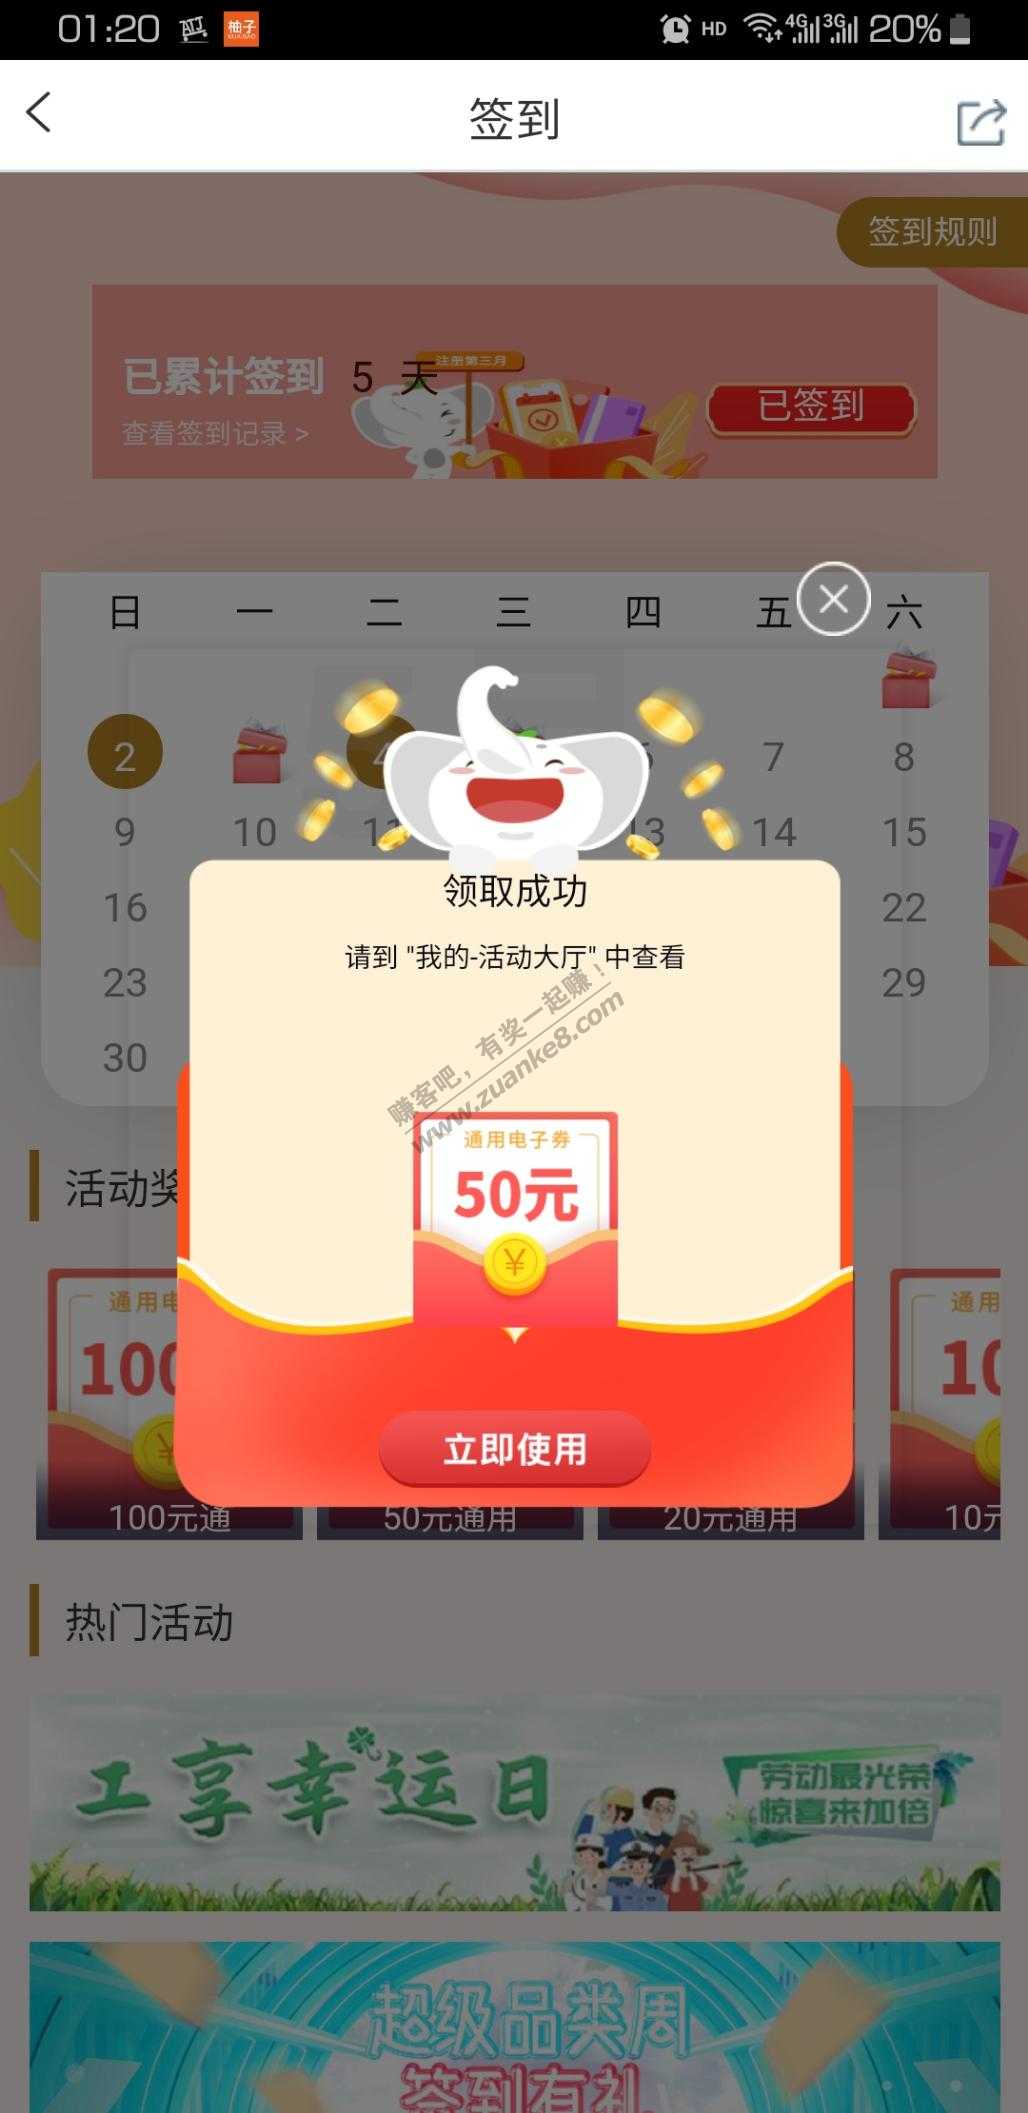 01:20 柚子 HD 4G 3G 20%
签到
签到规则
注册第三月
已累计签到 5 天
已签到
查看签到记录 >
日 一 二 三 四 五 六
2 7 8
9 10 11 13 14 15
16 22
23 29
30
领取成功
请到 "我的-活动大厅" 中查看
赚客吧，有奖一起赚！
www.zuanke8.com
通用电子券
50元
¥
立即使用
活动奖
通用电
100
通用
10
100元通 50元通用 20元通用 10元
热门活动
工享幸运日
劳动最光荣
惊喜来加倍
超级品类周
签到有礼